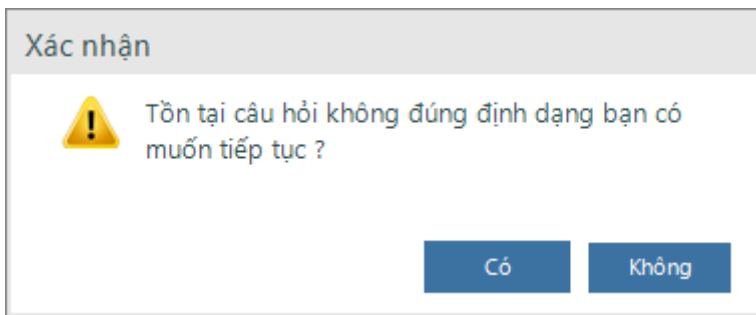 Xác nhận
Tồn tại câu hỏi không đúng định dạng bạn có
muốn tiếp tục ?
Có
Không